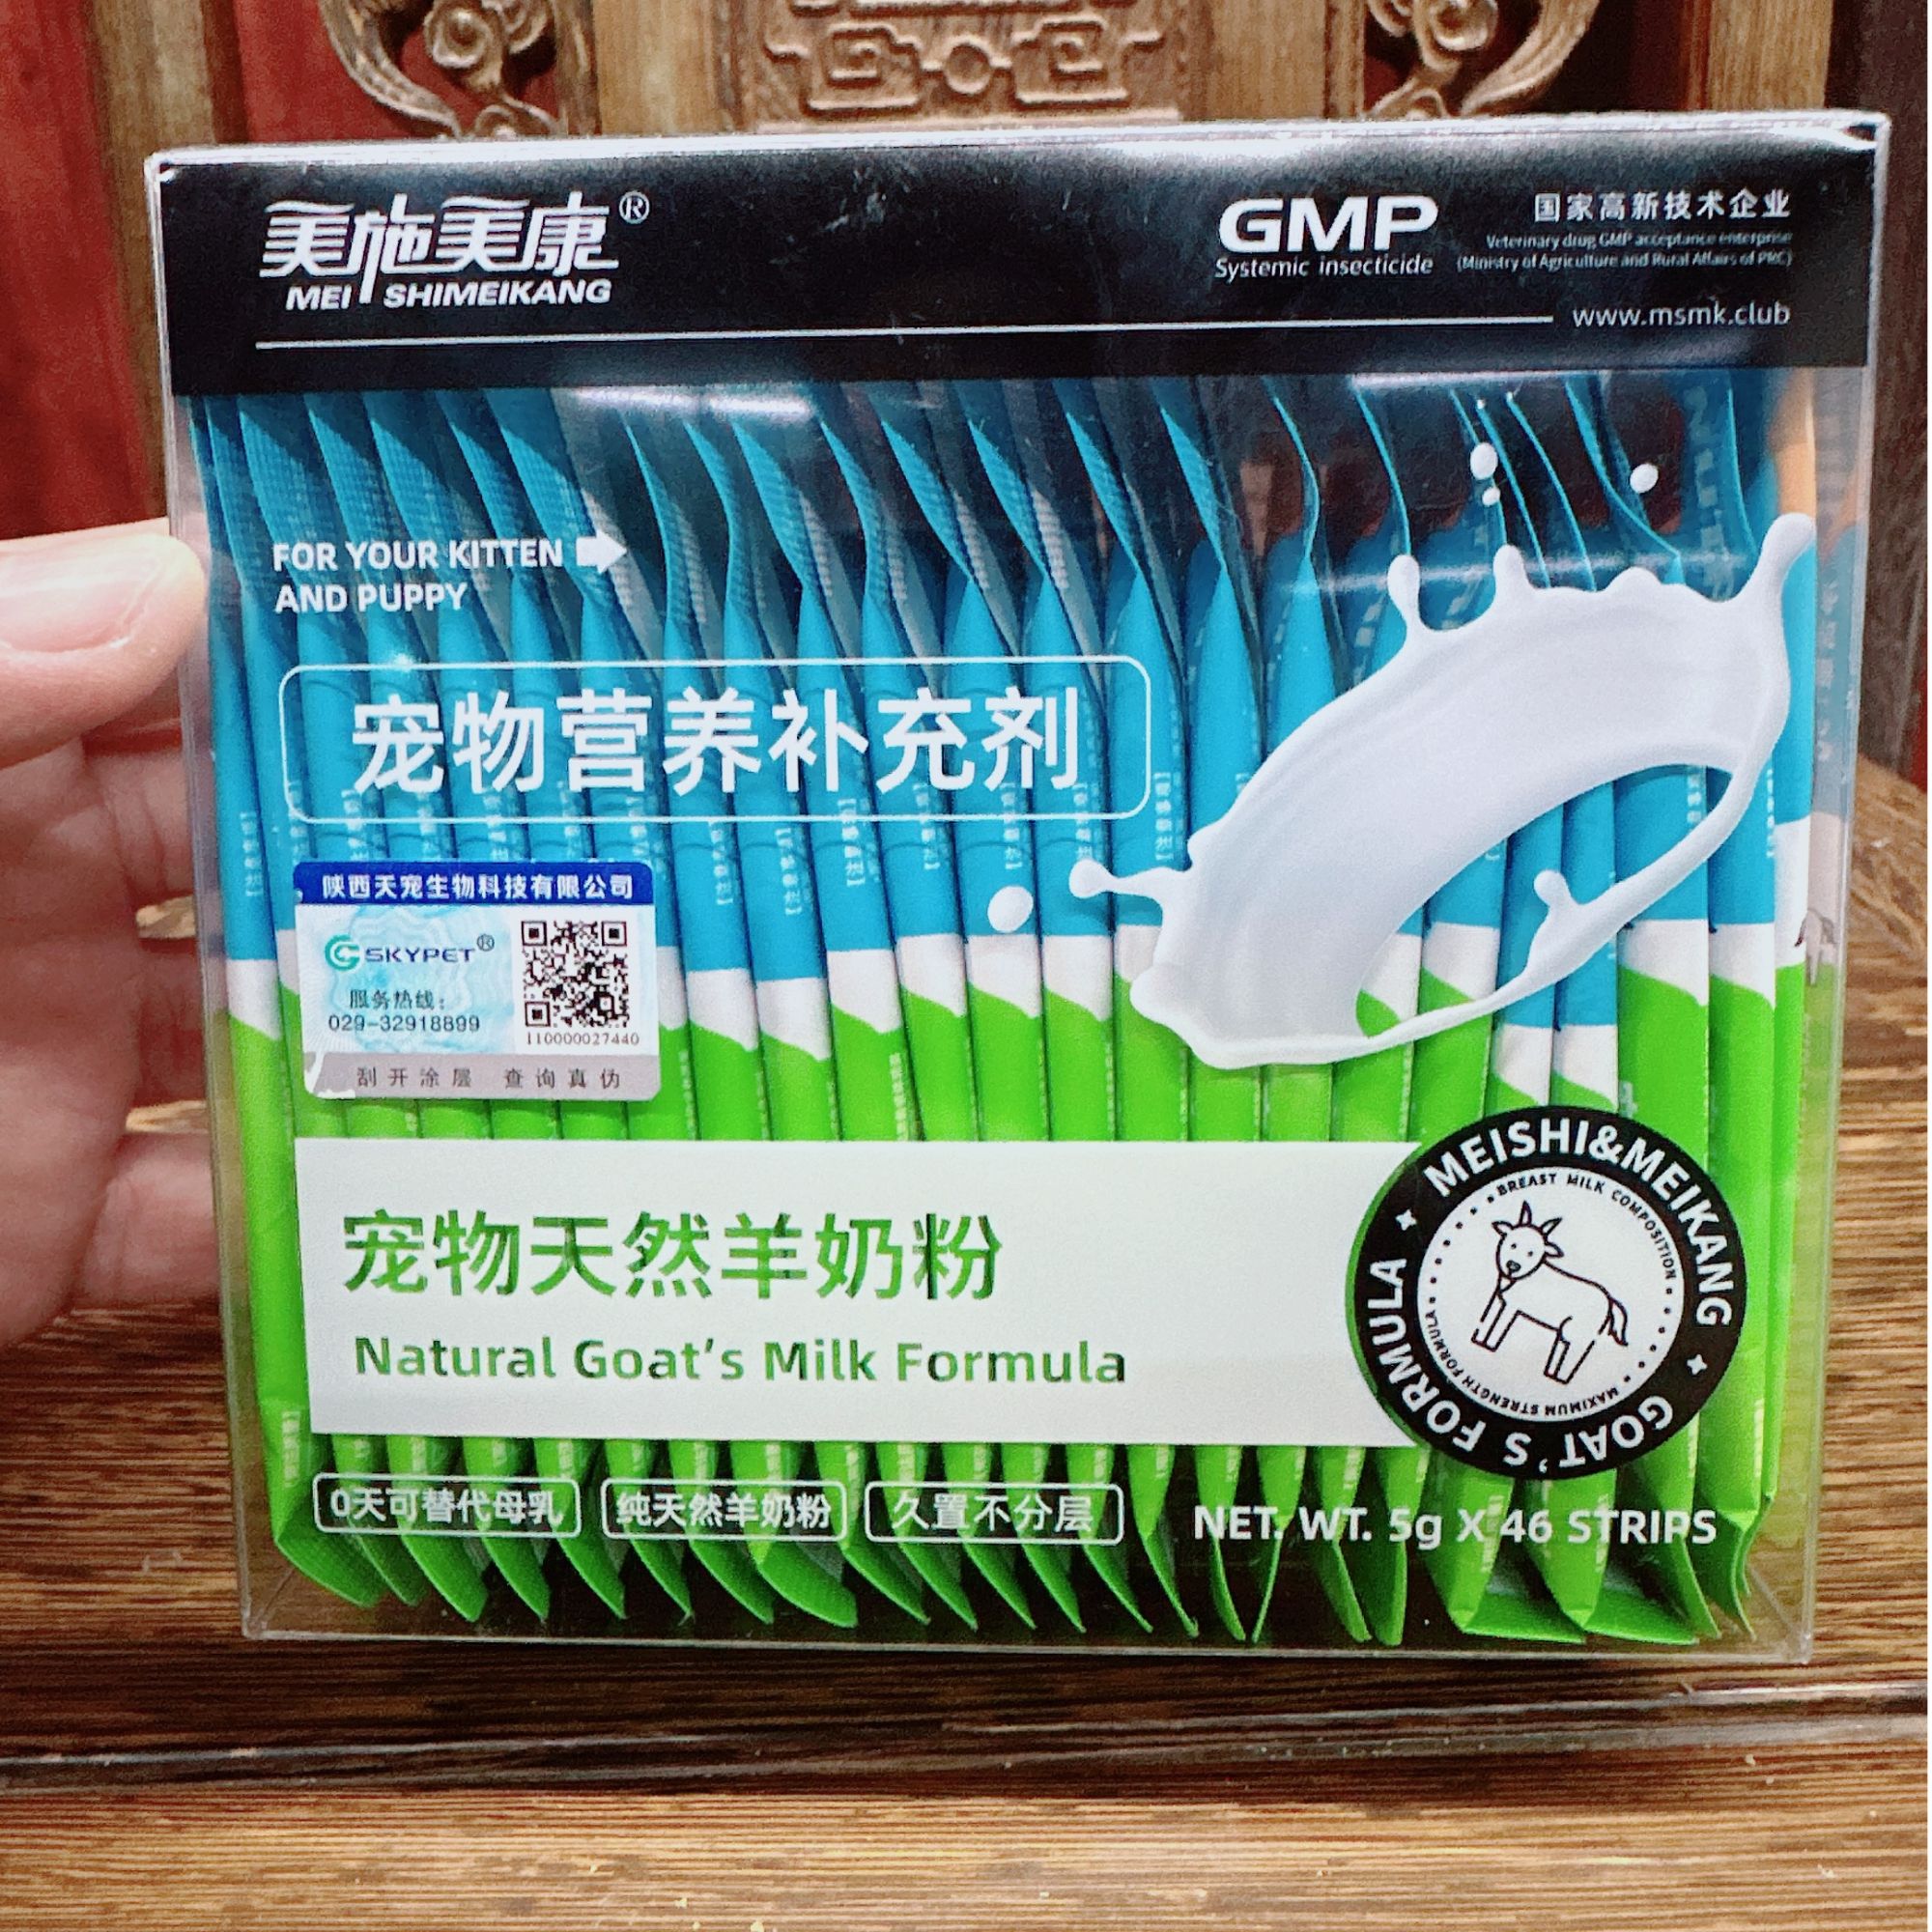 美施美康®
MEI SHIMEIKANG
GMP
Systemic insecticide
国家高新技术企业
Veterinary drug GMP acceptance enterprise
(Ministry of Agriculture and Rural Affairs of PRC)
www.msmk.club
FOR YOUR KITTEN
AND PUPPY
宠物营养补充剂
陕西天宠生物科技有限公司
SKYPET®
服务热线:
029-32918899
110000027440
刮开涂层 查询真伪
宠物天然羊奶粉
Natural Goat's Milk Formula
MEISHI&MEIKANG
GOAT'S FORMULA
BREAST MILK COMPOSITION
MAXIMUM STRENGTH FORMULA
0天可替代母乳
纯天然羊奶粉
久置不分层
NET. WT. 5g X 46 STRIPS